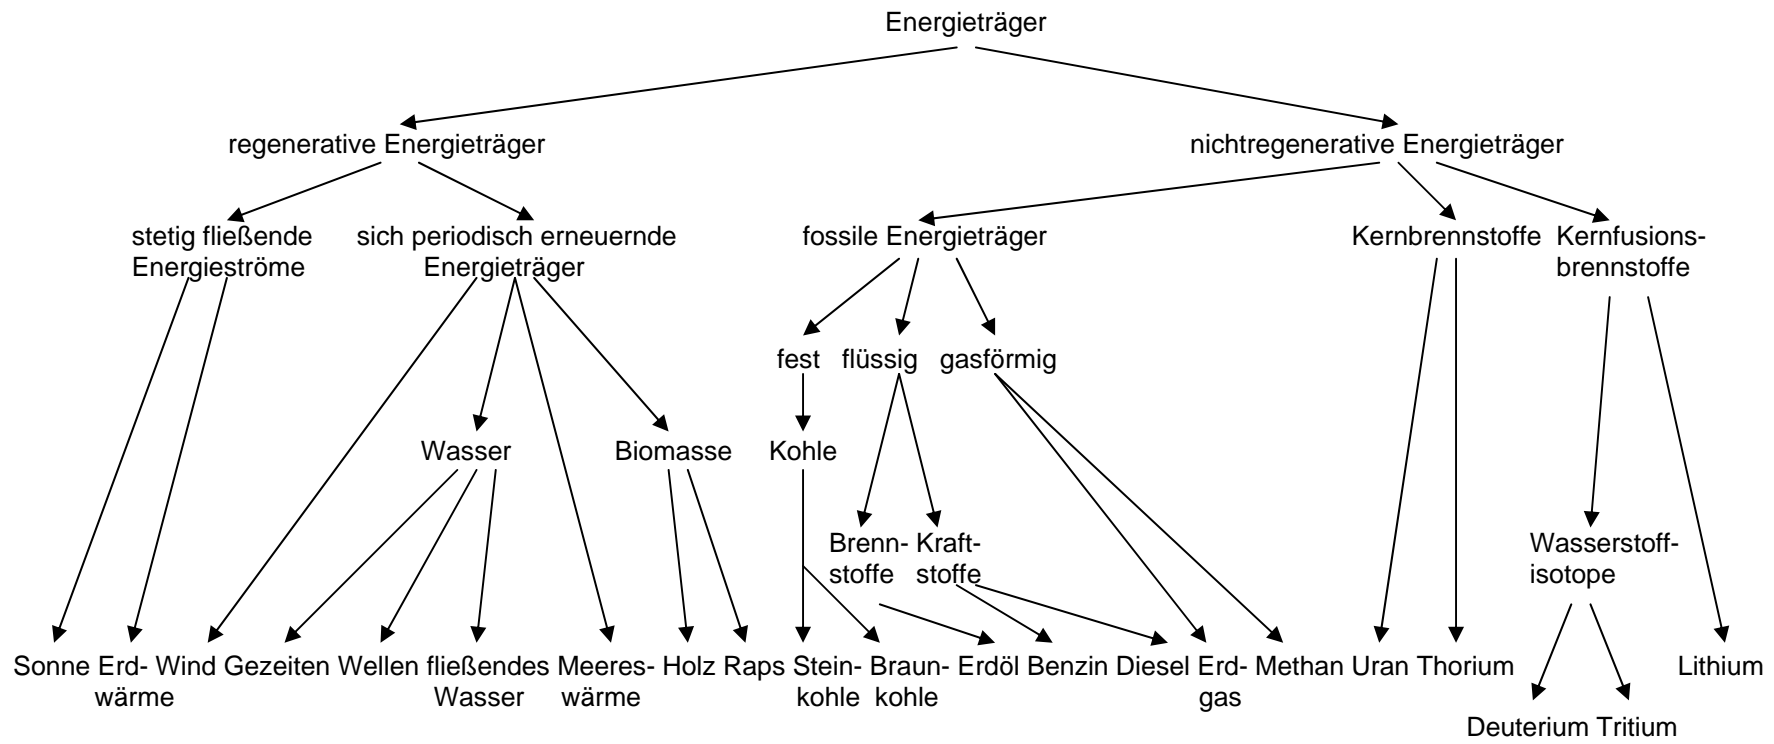 Energieträger
regenerative Energieträger
nichtregenerative Energieträger
stetig fließende
Energieströme
sich periodisch erneuernde
Energieträger
fossile Energieträger
Kernbrennstoffe
Kernfusions-
brennstoffe
fest
flüssig
gasförmig
Wasser
Biomasse
Kohle
Brenn-
stoffe
Kraft-
stoffe
Wasserstoff-
isotope
Sonne
Erd-
wärme
Wind
Gezeiten
Wellen
fließendes
Wasser
Meeres-
wärme
Holz
Raps
Stein-
kohle
Braun-
kohle
Erdöl
Benzin
Diesel
Erd-
gas
Methan
Uran
Thorium
Lithium
Deuterium
Tritium